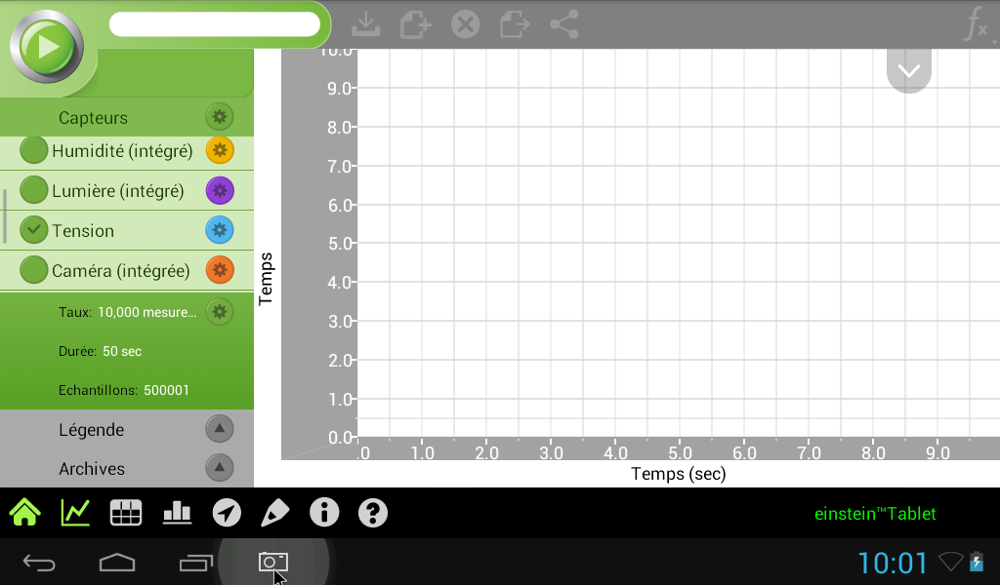 fx
Capteurs
Humidité (intégré)
Lumière (intégré)
Tension
Caméra (intégrée)
Taux: 10,000 mesure...
Durée: 50 sec
Echantillons: 500001
Légende
Archives
Temps
10.0
9.0
8.0
7.0
6.0
5.0
4.0
3.0
2.0
1.0
0.0
.0 1.0 2.0 3.0 4.0 5.0 6.0 7.0 8.0 9.0
Temps (sec)
einstein™Tablet
10:01